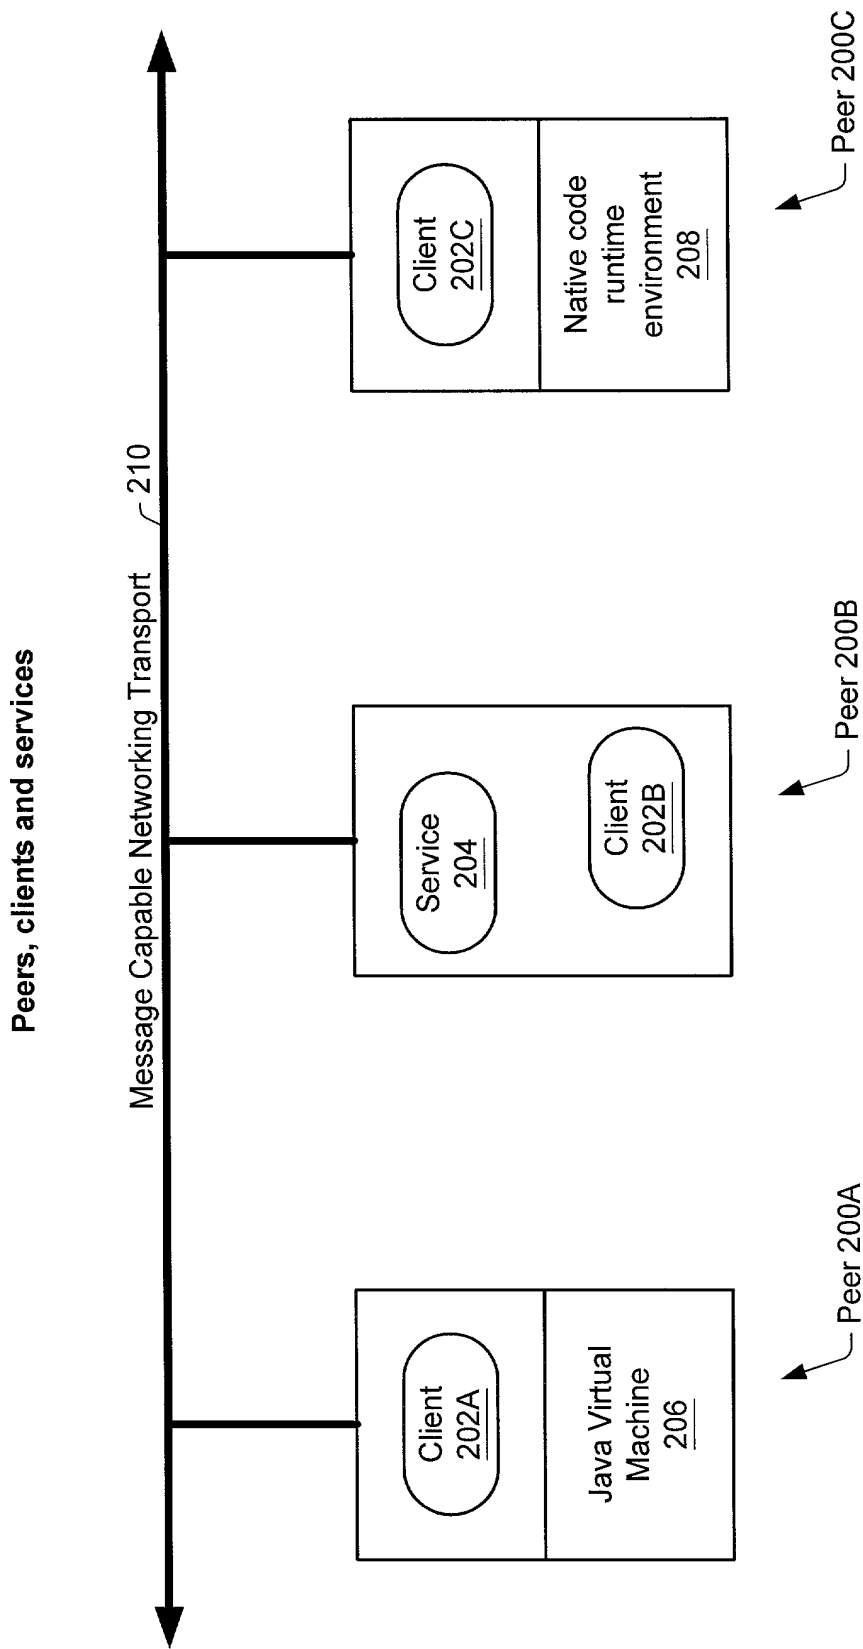 Peers, clients and services
Message Capable Networking Transport
210
Client
202A
Java Virtual
Machine
206
Peer 200A
Service
204
Client
202B
Peer 200B
Client
202C
Native code
runtime
environment
208
Peer 200C